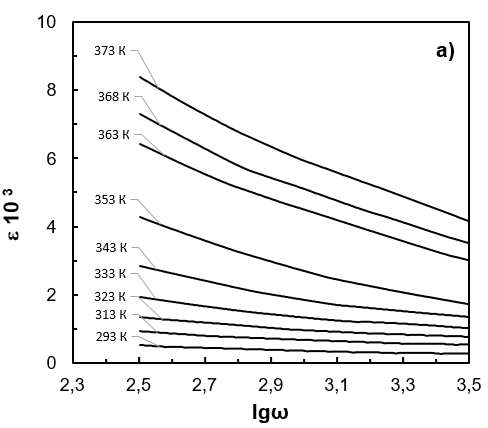 a)
10
8
6
4
2
0
ε 10 ³
373 K
368 K
363 K
353 K
343 K
333 K
323 K
313 K
293 K
2,3
2,5
2,7
2,9
3,1
3,3
3,5
lgω